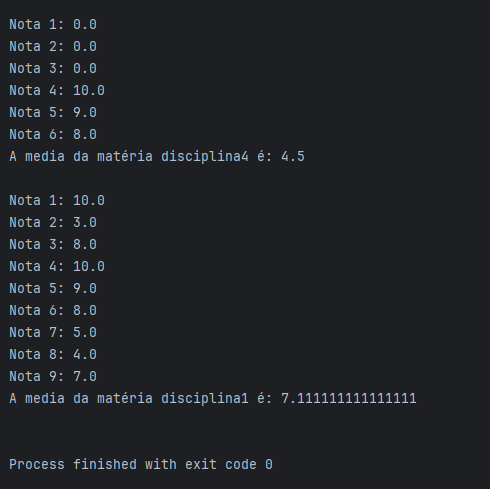 Nota 1: 0.0
Nota 2: 0.0
Nota 3: 0.0
Nota 4: 10.0
Nota 5: 9.0
Nota 6: 8.0
A media da matéria disciplina4 é: 4.5
Nota 1: 10.0
Nota 2: 3.0
Nota 3: 8.0
Nota 4: 10.0
Nota 5: 9.0
Nota 6: 8.0
Nota 7: 5.0
Nota 8: 4.0
Nota 9: 7.0
A media da matéria disciplina1 é: 7.111111111111111
Process finished with exit code 0